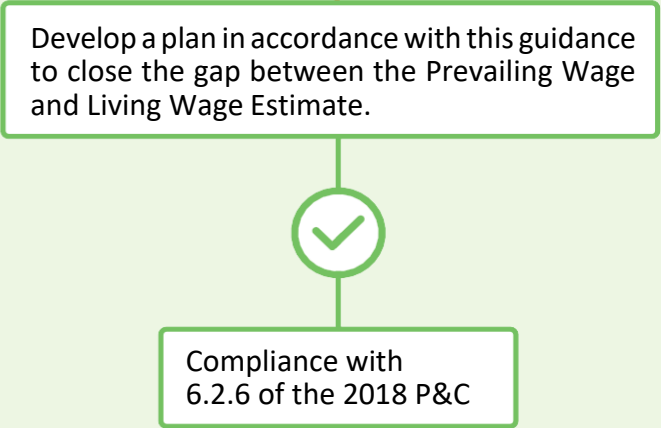 Develop a plan in accordance with this guidance
to close the gap between the Prevailing Wage
and Living Wage Estimate.
Compliance with
6.2.6 of the 2018 P&C